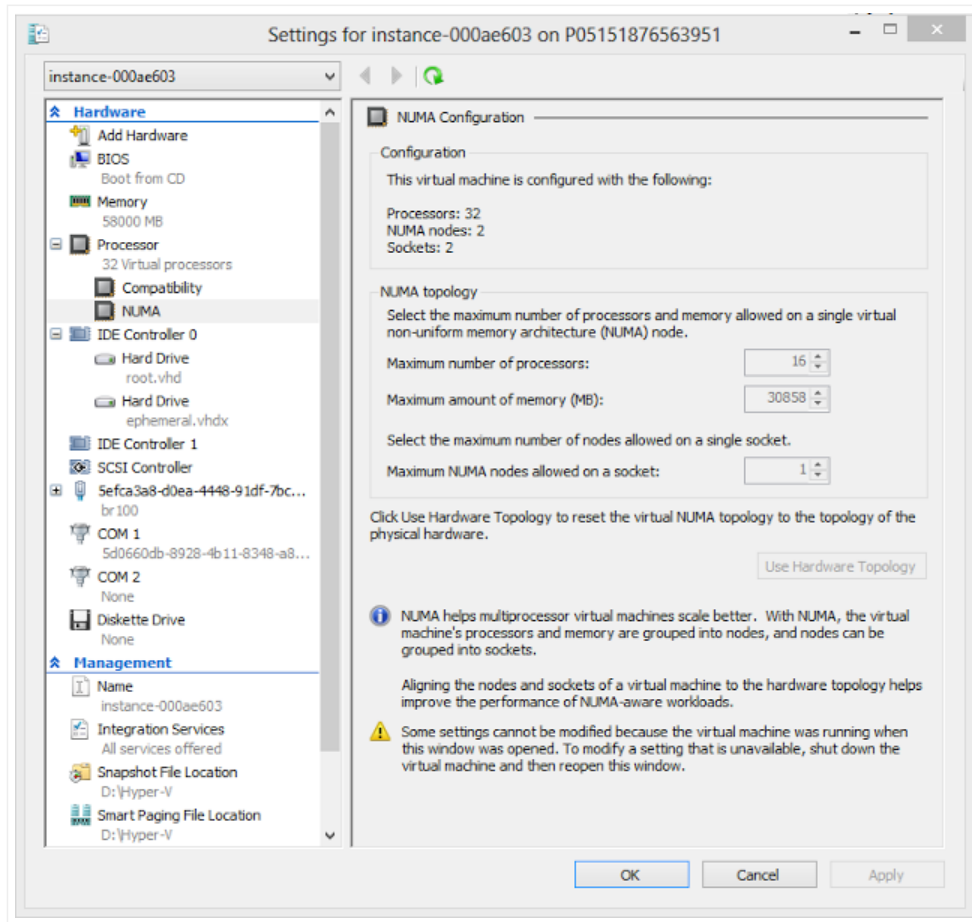 Settings for instance-000ae603 on P05151876563951
instance-000ae603
Hardware
Add Hardware
BIOS
Boot from CD
Memory
58000 MB
Processor
32 Virtual processors
Compatibility
NUMA
IDE Controller 0
Hard Drive
root.vhd
Hard Drive
ephemeral.vhdx
IDE Controller 1
SCSI Controller
5efca3a8-d0ea-4448-91df-7bc...
br100
COM 1
5d0660db-8928-4b11-8348-a8...
COM 2
None
Diskette Drive
None
Management
Name
instance-000ae603
Integration Services
All services offered
Snapshot File Location
D:\Hyper-V
Smart Paging File Location
D:\Hyper-V
NUMA Configuration
Configuration
This virtual machine is configured with the following:
Processors: 32
NUMA nodes: 2
Sockets: 2
NUMA topology
Select the maximum number of processors and memory allowed on a single virtual
non-uniform memory architecture (NUMA) node.
Maximum number of processors: 16
Maximum amount of memory (MB): 30858
Select the maximum number of nodes allowed on a single socket.
Maximum NUMA nodes allowed on a socket: 1
Click Use Hardware Topology to reset the virtual NUMA topology to the topology of the
physical hardware.
Use Hardware Topology
NUMA helps multiprocessor virtual machines scale better. With NUMA, the virtual
machine's processors and memory are grouped into nodes, and nodes can be
grouped into sockets.
Aligning the nodes and sockets of a virtual machine to the hardware topology helps
improve the performance of NUMA-aware workloads.
Some settings cannot be modified because the virtual machine was running when
this window was opened. To modify a setting that is unavailable, shut down the
virtual machine and then reopen this window.
OK Cancel Apply